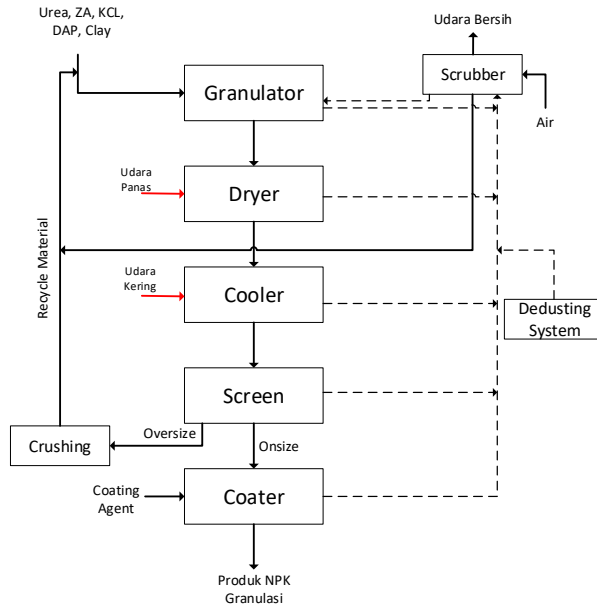 Urea, ZA, KCL,
DAP, Clay
Udara Bersih
Granulator
Scrubber
Air
Udara
Panas
Dryer
Recycle Material
Udara
Kering
Cooler
Dedusting
System
Screen
Oversize
Onsize
Crushing
Coating
Agent
Coater
Produk NPK
Granulasi